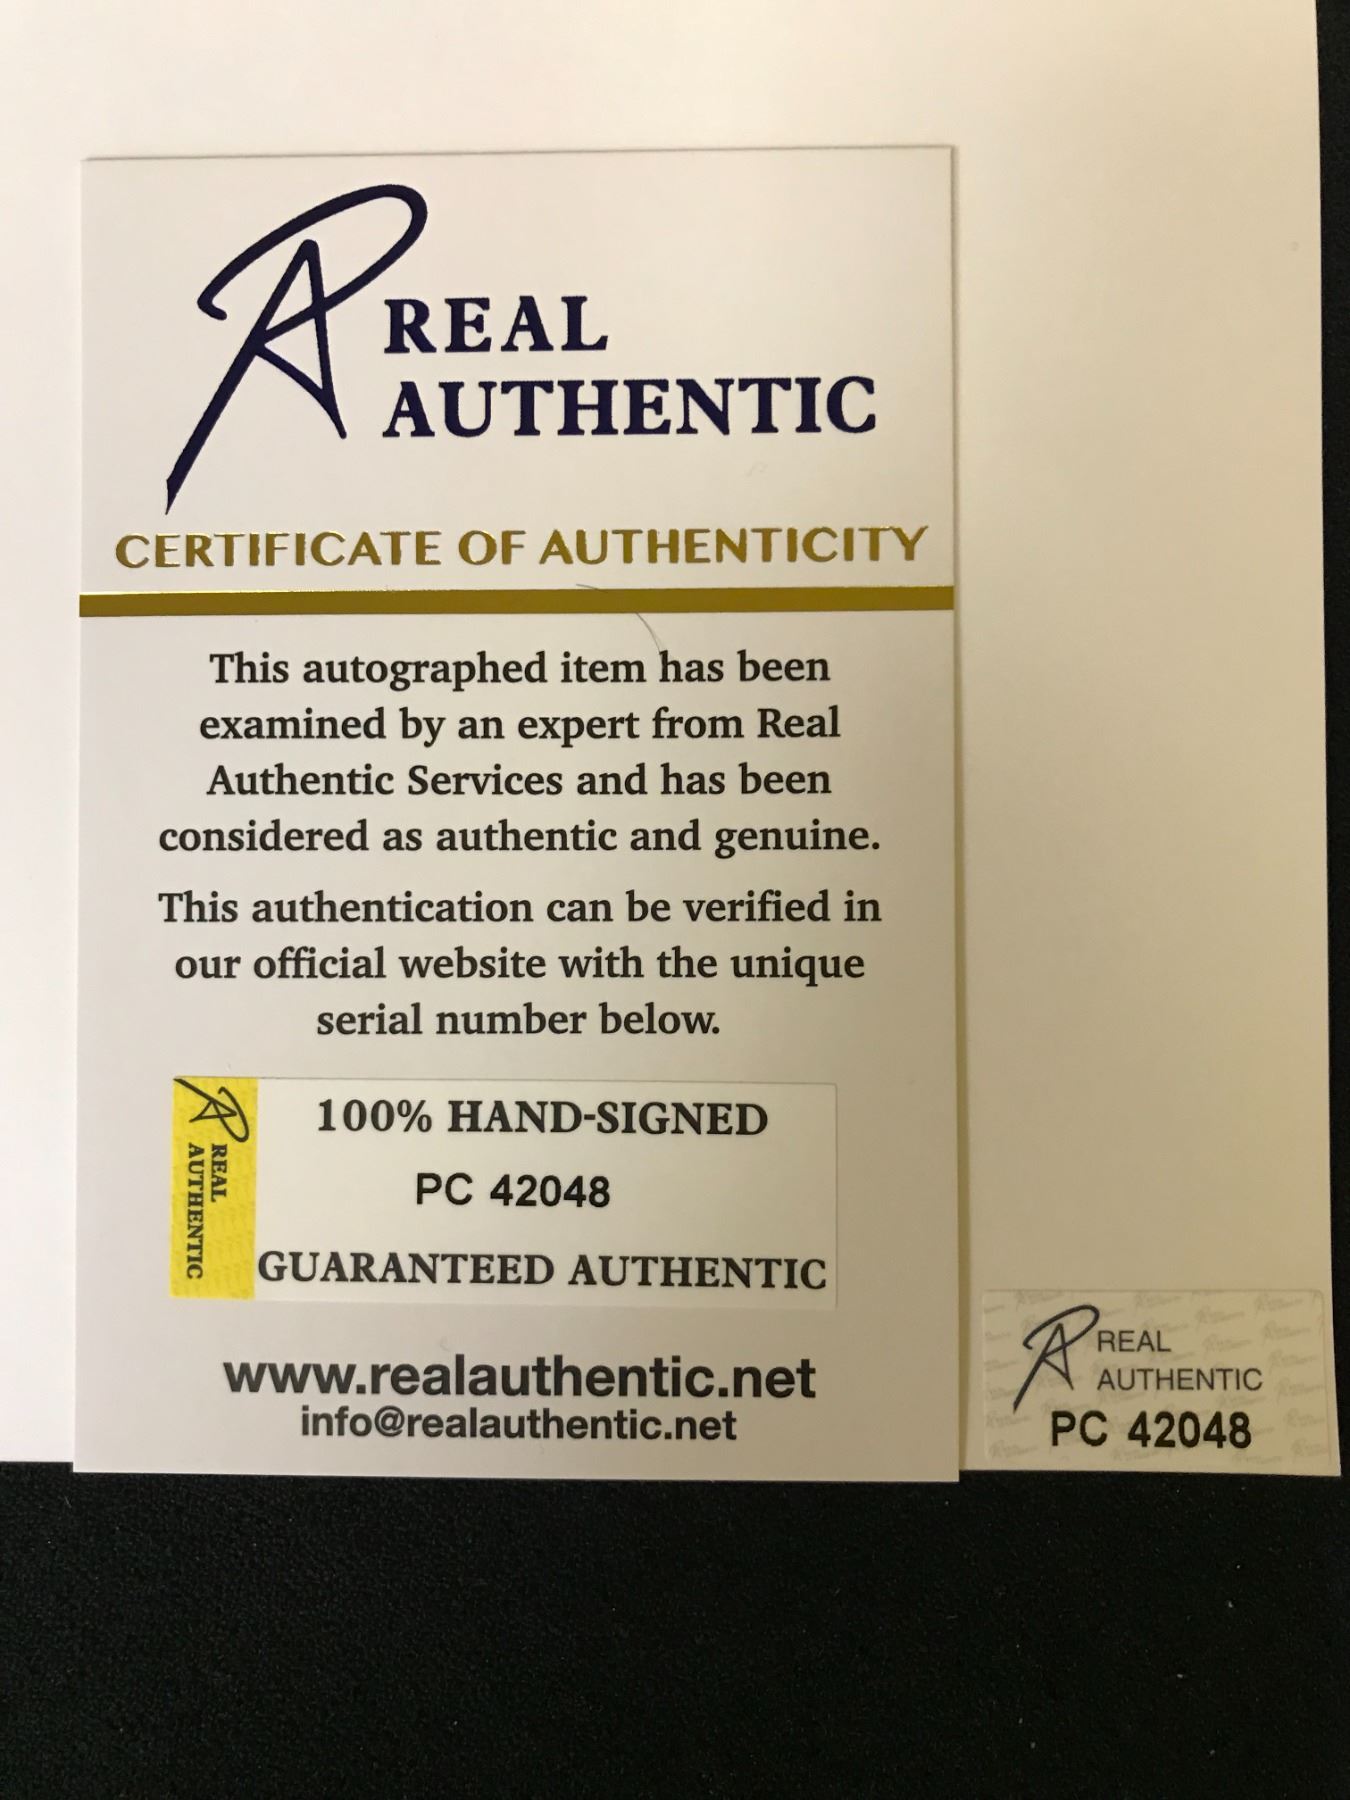 REAL
AUTHENTIC
CERTIFICATE OF AUTHENTICITY
This autographed item has been
examined by an expert from Real
Authentic Services and has been
considered as authentic and genuine.
This authentication can be verified in
our official website with the unique
serial number below.
REAL
AUTHENTIC
100% HAND-SIGNED
PC 42048
GUARANTEED AUTHENTIC
www.realauthentic.net
info@realauthentic.net
REAL
AUTHENTIC
PC 42048